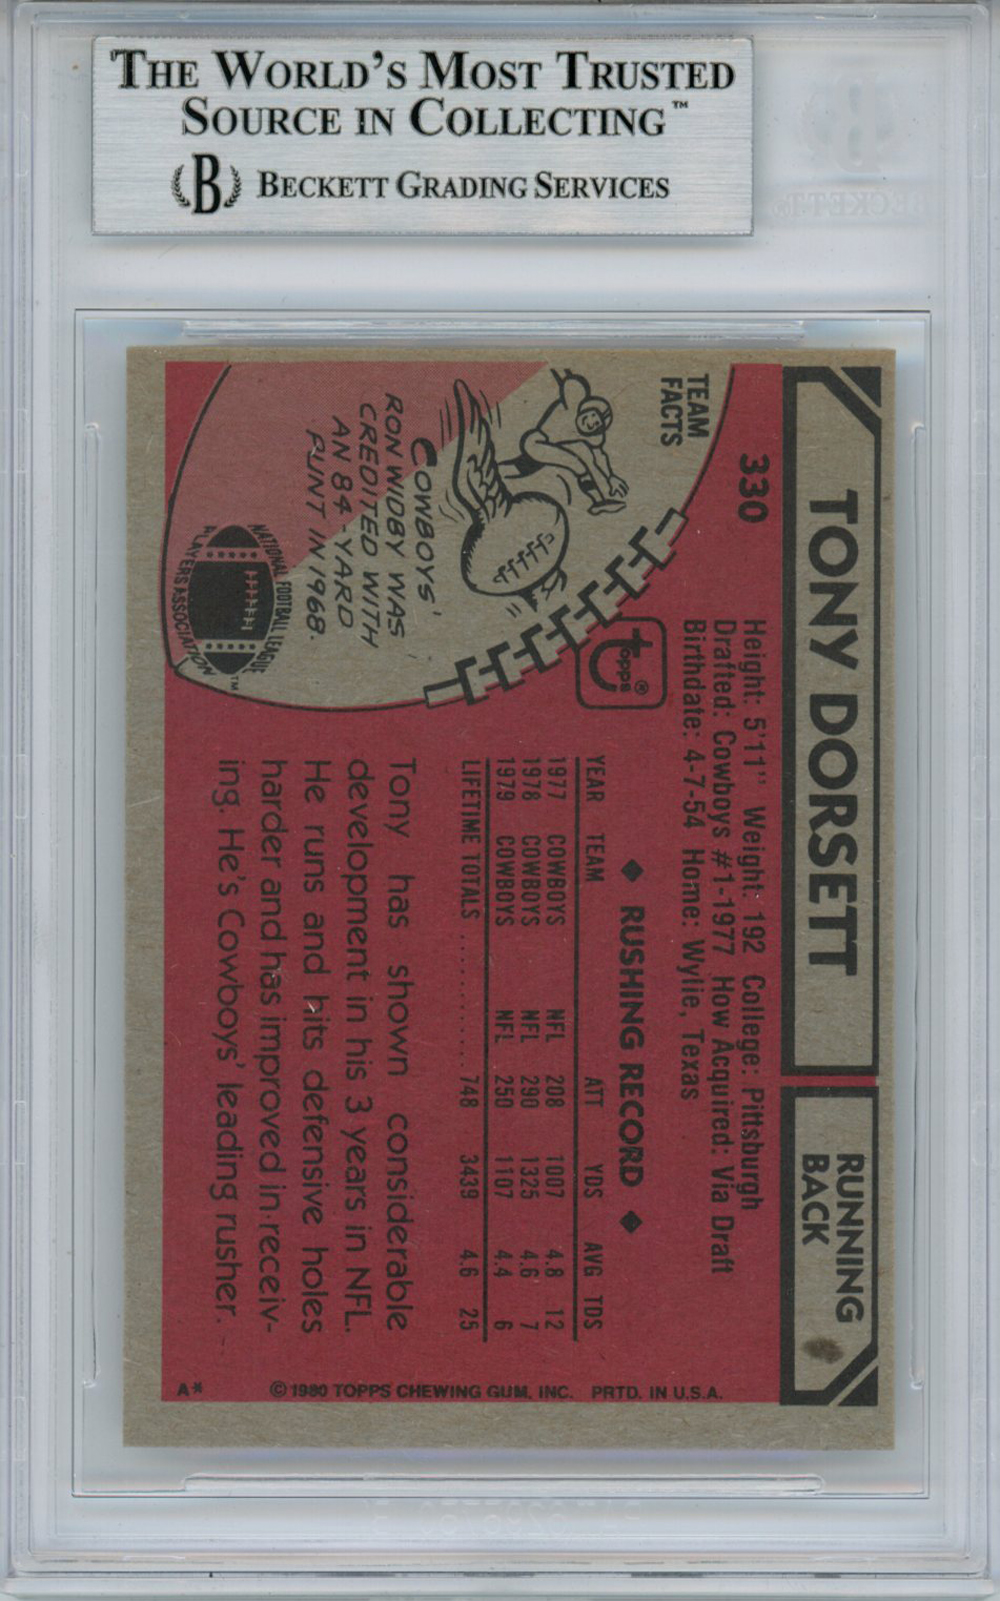 THE WORLD'S MOST TRUSTED
SOURCE IN COLLECTING™
B BECKETT GRADING SERVICES
TONY DORSETT
RUNNING
BACK
330
Height: 5'11" Weight: 192 College: Pittsburgh
Drafted: Cowboys #1-1977 How Acquired: Via Draft
Birthdate: 4-7-54 Home: Wylie, Texas
TEAM
FACTS
COWBOYS'
RON WIDBY WAS
CREDITED WITH
AN 84-YARD
PUNT IN 1968.
NATIONAL FOOTBALL LEAGUE
PLAYERS ASSOCIATION™
TOPPS®
◆ RUSHING RECORD ◆
YEAR TEAM ATT YDS AVG TDS
1977 COWBOYS NFL 208 1007 4.8 12
1978 COWBOYS NFL 290 1325 4.6 7
1979 COWBOYS NFL 250 1107 4.4 6
LIFETIME TOTALS .......... 748 3439 4.6 25
Tony has shown considerable
development in his 3 years in NFL.
He runs and hits defensive holes
harder and has improved in receiv-
ing. He's Cowboys' leading rusher.
A* © 1980 TOPPS CHEWING GUM, INC. PRTD. IN U.S.A.